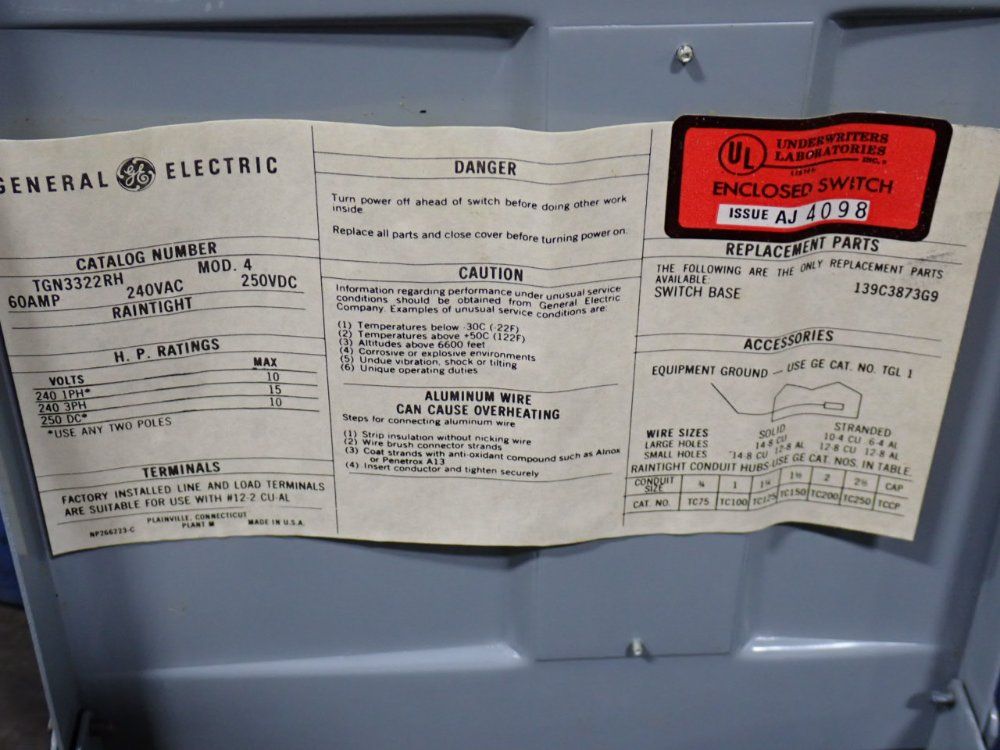 GENERAL GE ELECTRIC
CATALOG NUMBER
TGN3322RH MOD. 4
60AMP 240VAC 250VDC
RAINTIGHT
H. P. RATINGS
VOLTS MAX
240 1PH* 10
240 3PH 15
250 DC* 10
*USE ANY TWO POLES
TERMINALS
FACTORY INSTALLED LINE AND LOAD TERMINALS
ARE SUITABLE FOR USE WITH #12-2 CU-AL
PLAINVILLE, CONNECTICUT
PLANT M MADE IN U.S.A.
NP266723-C
DANGER
Turn power off ahead of switch before doing other work
inside
Replace all parts and close cover before turning power on.
CAUTION
Information regarding performance under unusual service
conditions should be obtained from General Electric
Company. Examples of unusual service conditions are:
(1) Temperatures below -30C (-22F)
(2) Temperatures above +50C (122F)
(3) Altitudes above 6600 feet
(4) Corrosive or explosive environments
(5) Undue vibration, shock or tilting
(6) Unique operating duties
ALUMINUM WIRE
CAN CAUSE OVERHEATING
Steps for connecting aluminum wire
(1) Strip insulation without nicking wire
(2) Wire brush connector strands
(3) Coat strands with anti-oxidant compound such as Alnox
or Penetrox A13
(4) Insert conductor and tighten securely
UL
UNDERWRITERS
LABORATORIES
INC.®
LISTED
ENCLOSED SWITCH
ISSUE AJ 4098
REPLACEMENT PARTS
THE FOLLOWING ARE THE ONLY REPLACEMENT PARTS
AVAILABLE:
SWITCH BASE 139C3873G9
ACCESSORIES
EQUIPMENT GROUND — USE GE CAT. NO. TGL 1
WIRE SIZES SOLID STRANDED
LARGE HOLES 14-8 CU 12-8 AL 10-4 CU 6-4 AL
SMALL HOLES 14-8 CU 12-8 AL 12-8 CU 12-8 AL
RAINTIGHT CONDUIT HUBS-USE GE CAT. NOS. IN TABLE
CONDUIT SIZE ¾ 1 1¼ 1½ 2 2½ CAP
CAT. NO. TC75 TC100 TC125 TC150 TC200 TC250 TCCP